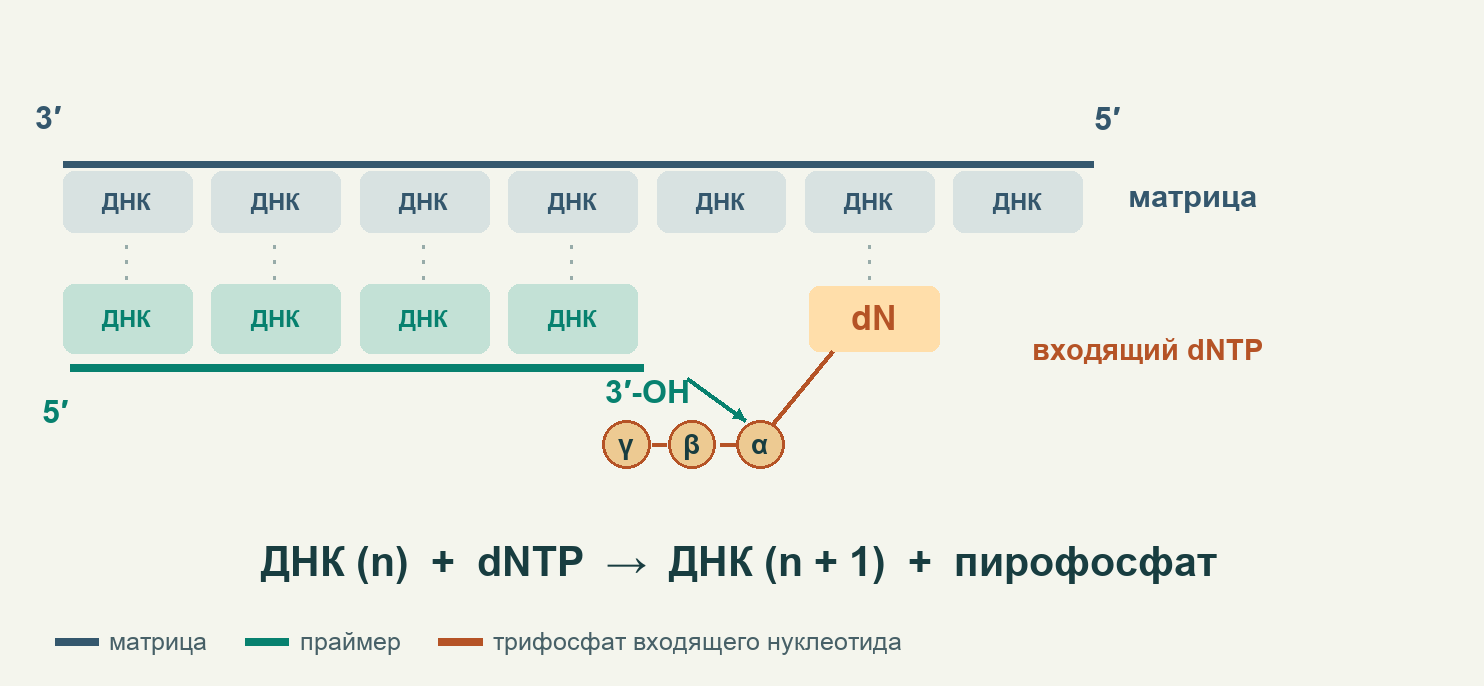 3′ 5′
ДНК ДНК ДНК ДНК ДНК ДНК ДНК матрица
ДНК ДНК ДНК ДНК dN
входящий dNTP
3′-OH
5′
γ β α
ДНК (n) + dNTP → ДНК (n + 1) + пирофосфат
матрица праймер трифосфат входящего нуклеотида